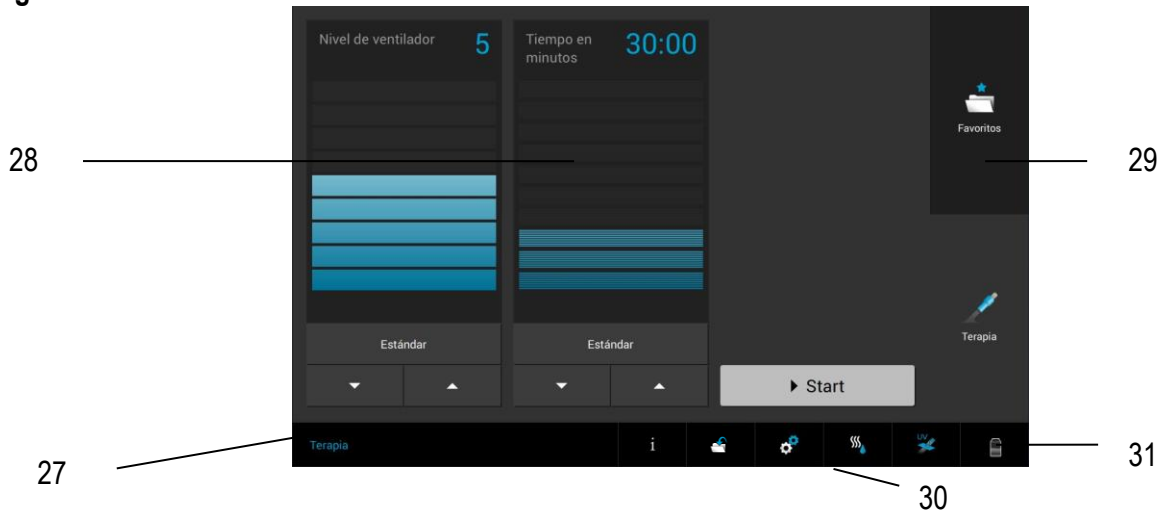 Nivel de ventilador 5
Tiempo en minutos 30:00
Favoritos
28
29
Terapia
Estándar
Estándar
Start
Terapia
i
UV
27
30
31